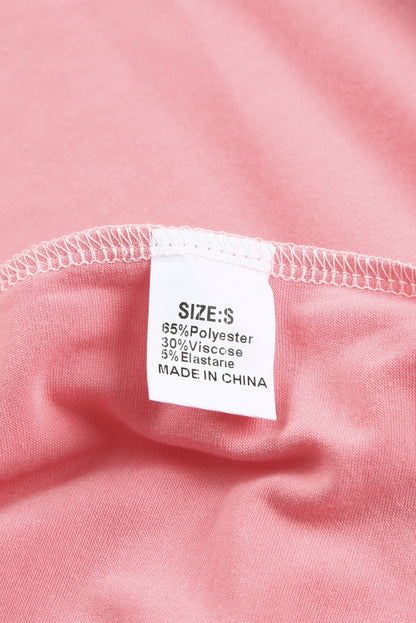 SIZE:S
65%Polyester
30%Viscose
5%Elastane
MADE IN CHINA